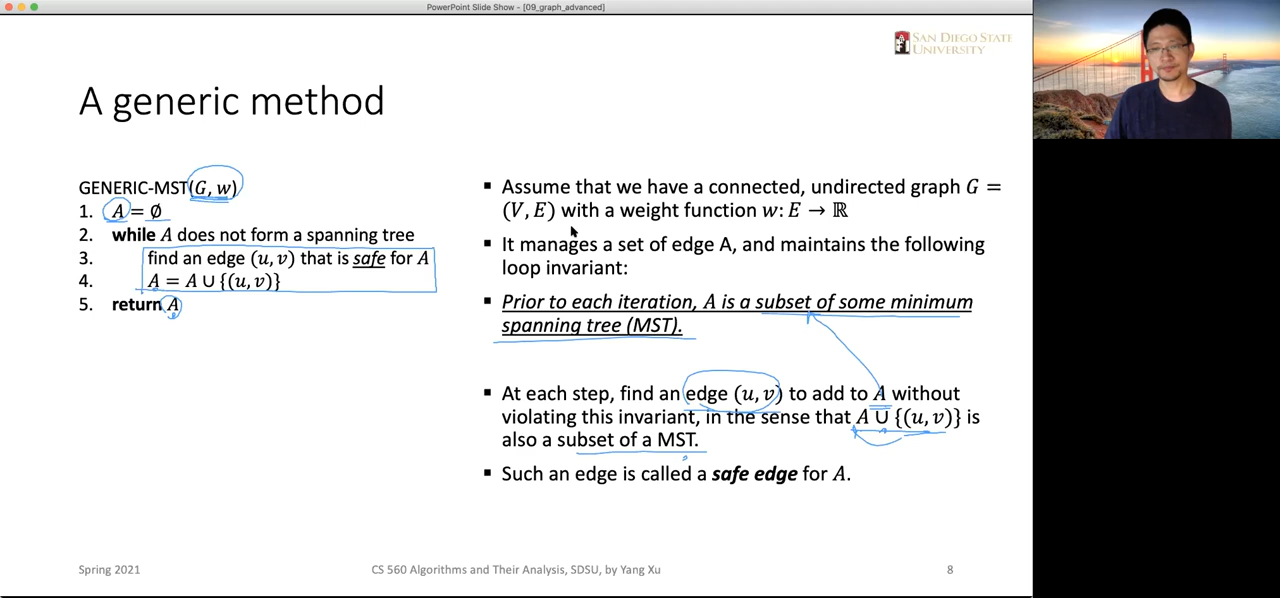 PowerPoint Slide Show - [09_graph_advanced]
SAN DIEGO STATE
UNIVERSITY
A generic method
GENERIC-MST(G, w)
1. A = ∅
2. while A does not form a spanning tree
3. find an edge (u, v) that is safe for A
4. A = A ∪ {(u, v)}
5. return A
▪ Assume that we have a connected, undirected graph G =
(V, E) with a weight function w: E → ℝ
▪ It manages a set of edge A, and maintains the following
loop invariant:
▪ Prior to each iteration, A is a subset of some minimum
spanning tree (MST).
▪ At each step, find an edge (u, v) to add to A without
violating this invariant, in the sense that A ∪ {(u, v)} is
also a subset of a MST.
▪ Such an edge is called a safe edge for A.
Spring 2021
CS 560 Algorithms and Their Analysis, SDSU, by Yang Xu
8